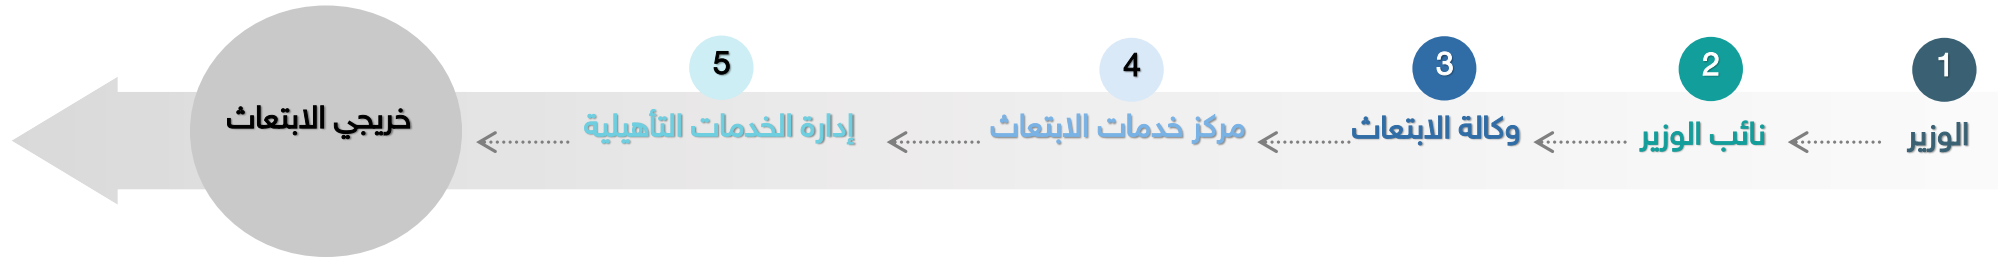 1
الوزير
2
نائب الوزير
3
وكالة الابتعاث
4
مركز خدمات الابتعاث
5
إدارة الخدمات التأهيلية
خريجي الابتعاث